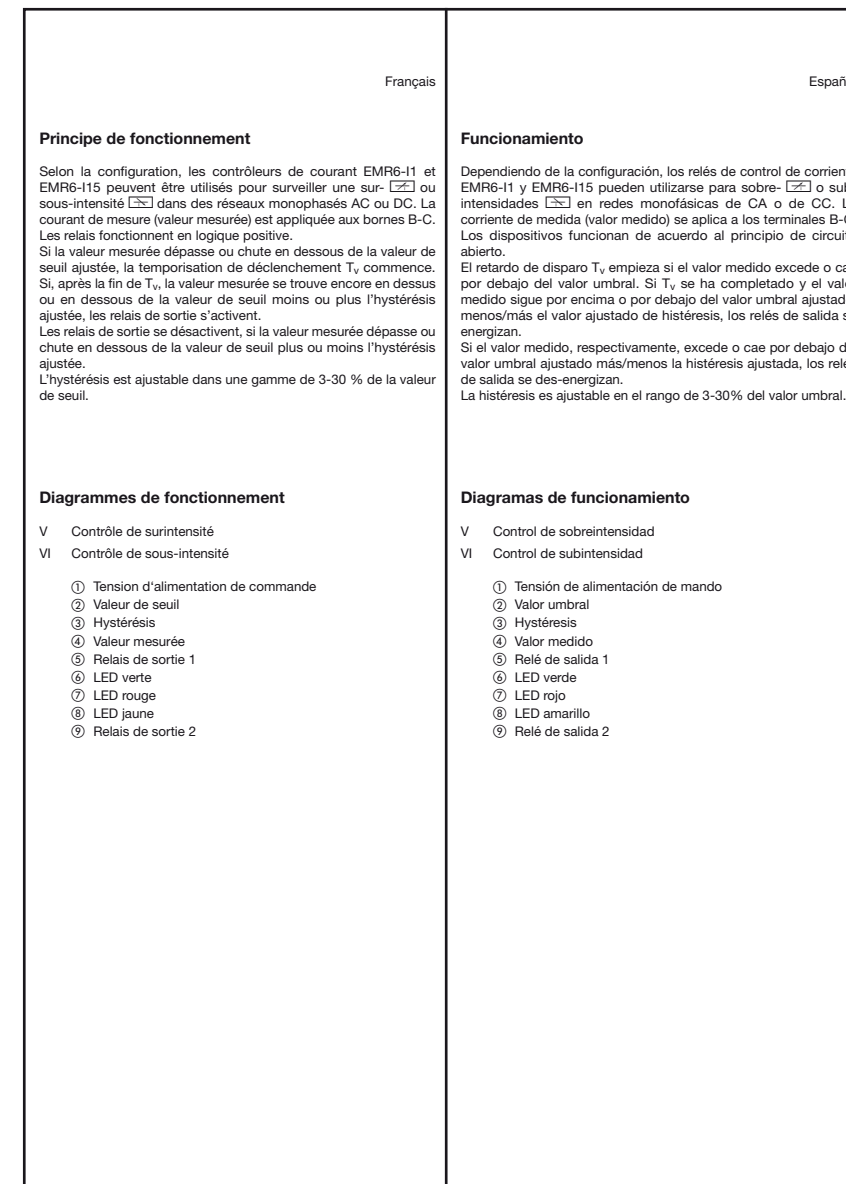 Français
Principe de fonctionnement
Selon la configuration, les contrôleurs de courant EMR6-I1 et
EMR6-I15 peuvent être utilisés pour surveiller une sur- ou
sous-intensité dans des réseaux monophasés AC ou DC. La
courant de mesure (valeur mesurée) est appliquée aux bornes B-C.
Les relais fonctionnent en logique positive.
Si la valeur mesurée dépasse ou chute en dessous de la valeur de
seuil ajustée, la temporisation de déclenchement Tv commence.
Si, après la fin de Tv, la valeur mesurée se trouve encore en dessus
ou en dessous de la valeur de seuil moins ou plus l'hystérésis
ajustée, les relais de sortie s'activent.
Les relais de sortie se désactivent, si la valeur mesurée dépasse ou
chute en dessous de la valeur de seuil plus ou moins l'hystérésis
ajustée.
L'hystérésis est ajustable dans une gamme de 3-30 % de la valeur
de seuil.
Diagrammes de fonctionnement
V Contrôle de surintensité
VI Contrôle de sous-intensité
① Tension d'alimentation de commande
② Valeur de seuil
③ Hystérésis
④ Valeur mesurée
⑤ Relais de sortie 1
⑥ LED verte
⑦ LED rouge
⑧ LED jaune
⑨ Relais de sortie 2
Españ
Funcionamiento
Dependiendo de la configuración, los relés de control de corrien
EMR6-I1 y EMR6-I15 pueden utilizarse para sobre- o sub
intensidades en redes monofásicas de CA o de CC. L
corriente de medida (valor medido) se aplica a los terminales B-C
Los dispositivos funcionan de acuerdo al principio de circuit
abierto.
El retardo de disparo Tv empieza si el valor medido excede o ca
por debajo del valor umbral. Si Tv se ha completado y el valo
medido sigue por encima o por debajo del valor umbral ajustad
menos/más el valor ajustado de histéresis, los relés de salida s
energizan.
Si el valor medido, respectivamente, excede o cae por debajo d
valor umbral ajustado más/menos la histéresis ajustada, los relé
de salida se des-energizan.
La histéresis es ajustable en el rango de 3-30% del valor umbral.
Diagramas de funcionamiento
V Control de sobreintensidad
VI Control de subintensidad
① Tensión de alimentación de mando
② Valor umbral
③ Hystéresis
④ Valor medido
⑤ Relé de salida 1
⑥ LED verde
⑦ LED rojo
⑧ LED amarillo
⑨ Relé de salida 2